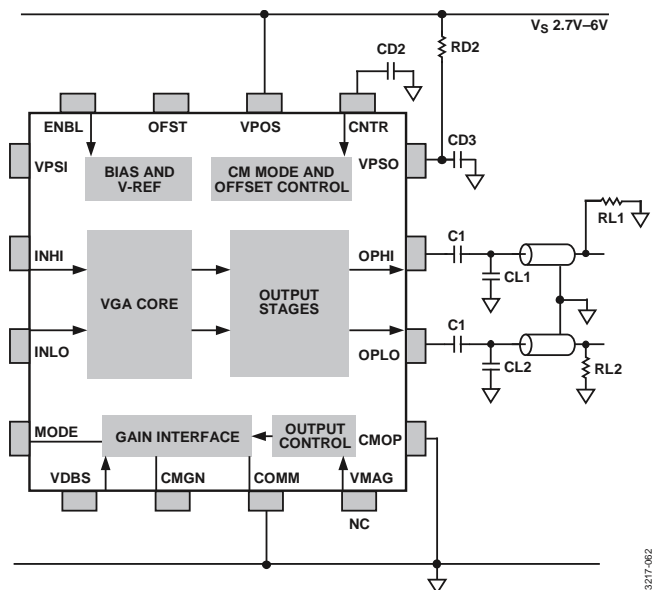 V_S 2.7V–6V
RD2
CD2
ENBL
OFST
VPOS
CNTR
VPSI
BIAS AND
V-REF
CM MODE AND
OFFSET CONTROL
VPSO
CD3
RL1
INHI
OPHI
C1
CL1
VGA CORE
OUTPUT
STAGES
INLO
OPLO
C1
CL2
RL2
MODE
GAIN INTERFACE
OUTPUT
CONTROL
CMOP
VDBS
CMGN
COMM
VMAG
NC
3217-062